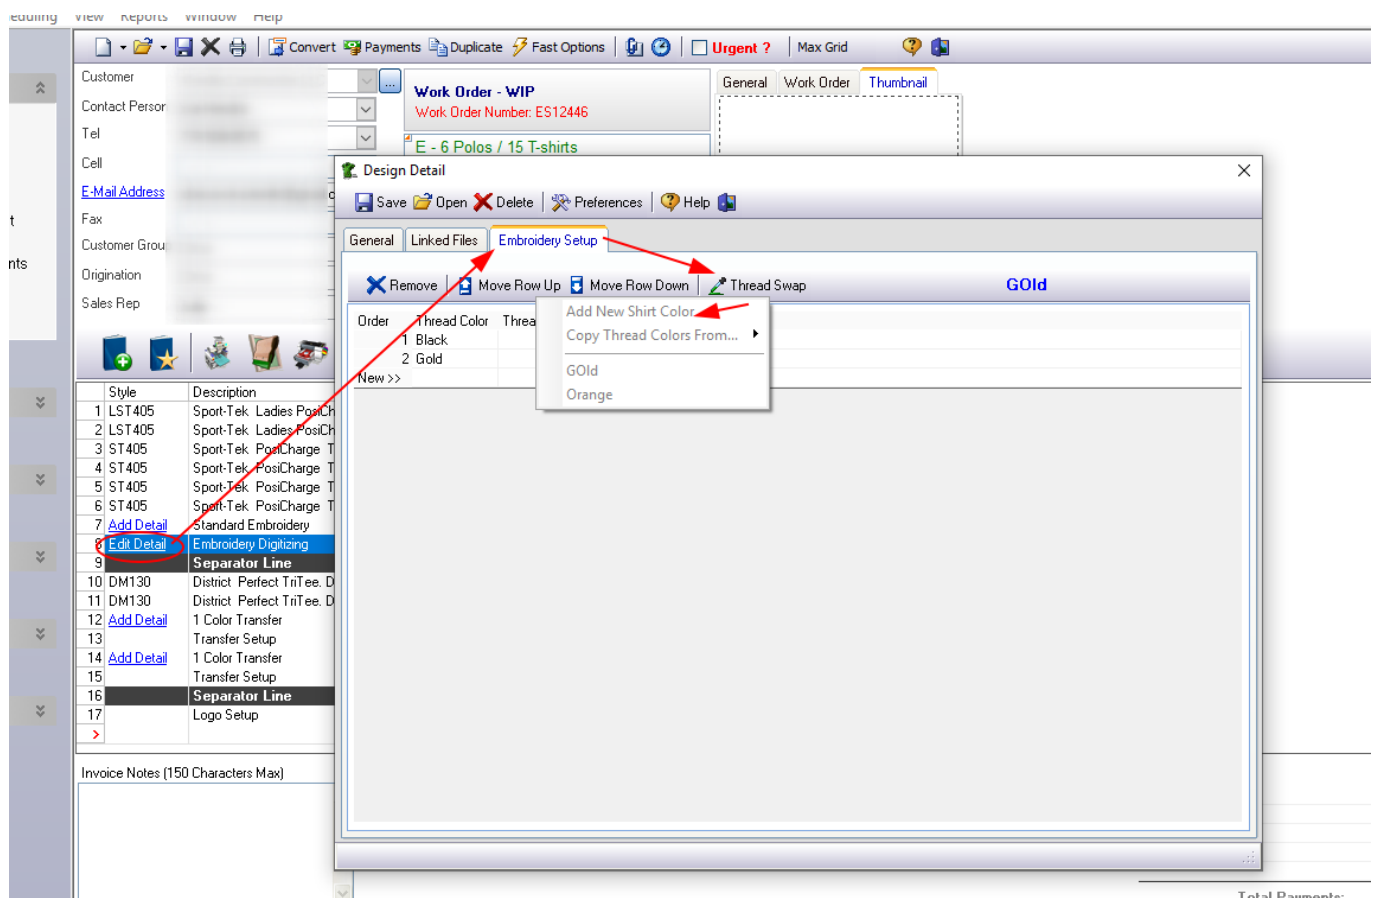 eduling View Reports Window Help
Convert Payments Duplicate Fast Options Urgent ? Max Grid
Customer
Contact Person
Tel
Cell
E-Mail Address
Fax
Customer Grou
Origination
Sales Rep
t
nts
Work Order - WIP
Work Order Number: ES12446
E - 6 Polos / 15 T-shirts
General Work Order Thumbnail
Design Detail
Save Open Delete Preferences Help
General Linked Files Embroidery Setup
Remove Move Row Up Move Row Down Thread Swap GOld
Order Thread Color Threa
1 Black
2 Gold
New >>
Add New Shirt Color...
Copy Thread Colors From...
GOld
Orange
Style Description
1 LST405 Sport-Tek Ladies PosiCh
2 LST405 Sport-Tek Ladies PosiCh
3 ST405 Sport-Tek PosiCharge T
4 ST405 Sport-Tek PosiCharge T
5 ST405 Sport-Tek PosiCharge T
6 ST405 Sport-Tek PosiCharge T
7 Add Detail Standard Embroidery
8 Edit Detail Embroidery Digitizing
9 Separator Line
10 DM130 District Perfect TriTee. D
11 DM130 District Perfect TriTee. D
12 Add Detail 1 Color Transfer
13 Transfer Setup
14 Add Detail 1 Color Transfer
15 Transfer Setup
16 Separator Line
17 Logo Setup
>
Invoice Notes (150 Characters Max)
Total Payments: